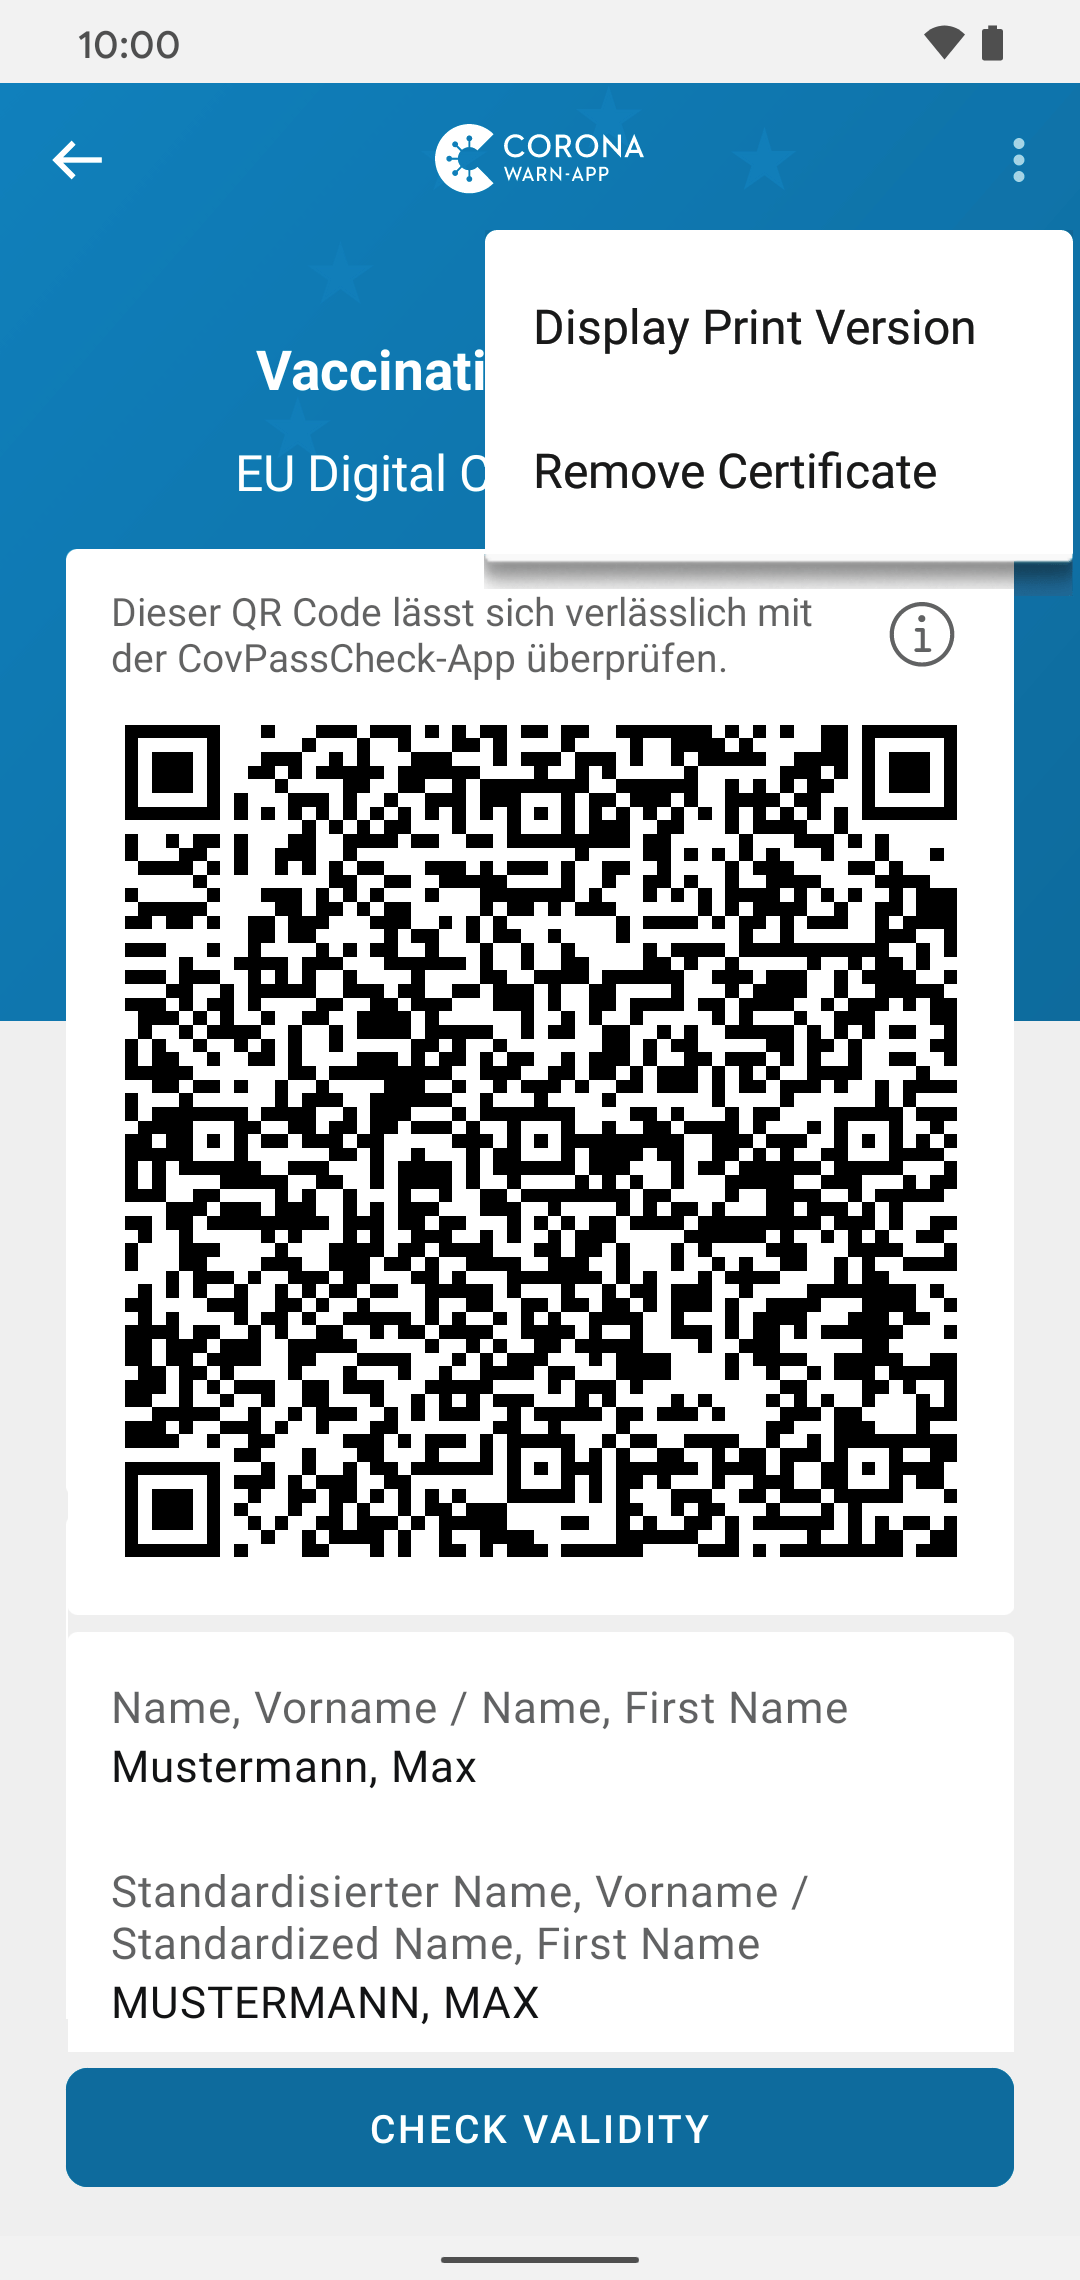 10:00
CORONA
WARN-APP
Display Print Version
Vaccinati
Remove Certificate
EU Digital C
Dieser QR Code lässt sich verlässlich mit
der CovPassCheck-App überprüfen.
Name, Vorname / Name, First Name
Mustermann, Max
Standardisierter Name, Vorname /
Standardized Name, First Name
MUSTERMANN, MAX
CHECK VALIDITY